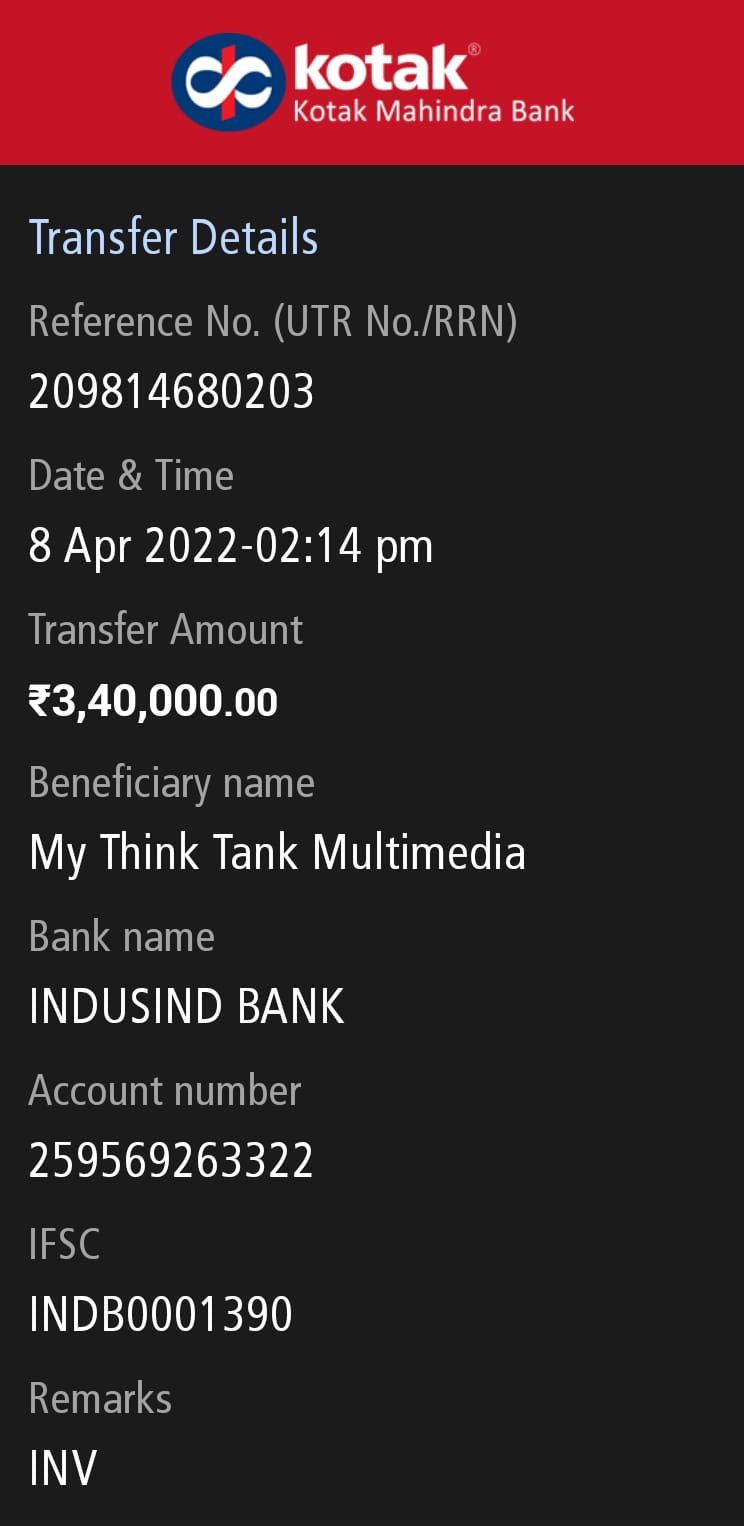 kotak®
Kotak Mahindra Bank
Transfer Details
Reference No. (UTR No./RRN)
209814680203
Date & Time
8 Apr 2022-02:14 pm
Transfer Amount
₹3,40,000.00
Beneficiary name
My Think Tank Multimedia
Bank name
INDUSIND BANK
Account number
259569263322
IFSC
INDB0001390
Remarks
INV